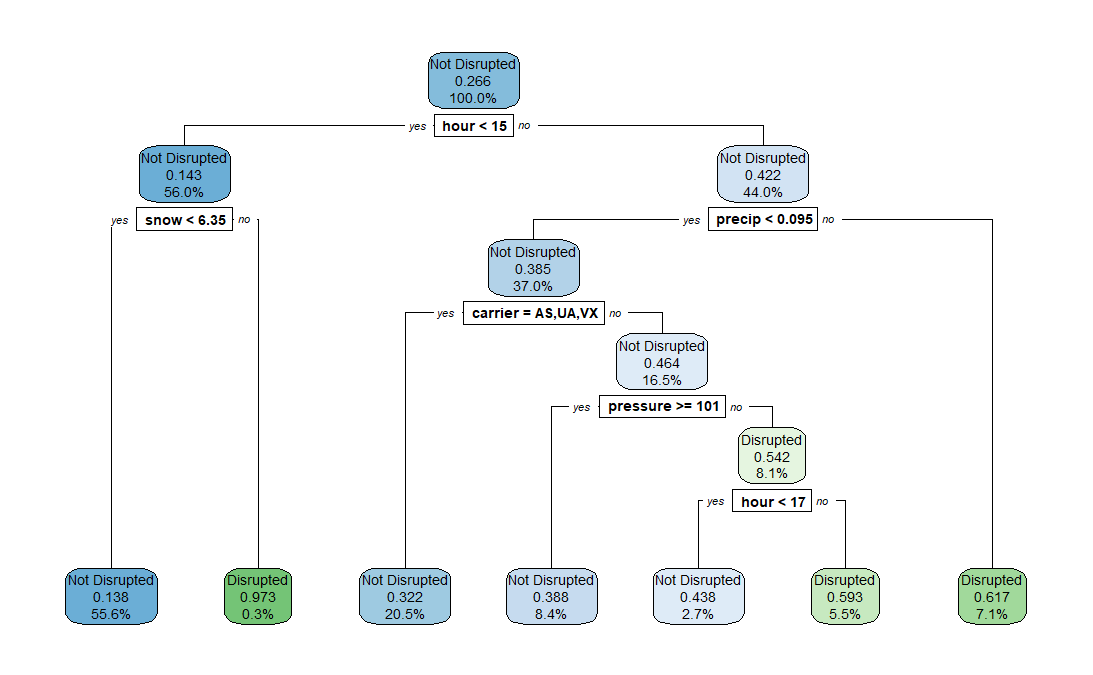 Not Disrupted
0.266
100.0%
yes hour < 15 no
Not Disrupted
0.143
56.0%
Not Disrupted
0.422
44.0%
yes snow < 6.35 no
yes precip < 0.095 no
Not Disrupted
0.385
37.0%
yes carrier = AS,UA,VX no
Not Disrupted
0.464
16.5%
yes pressure >= 101 no
Disrupted
0.542
8.1%
yes hour < 17 no
Not Disrupted
0.138
55.6%
Disrupted
0.973
0.3%
Not Disrupted
0.322
20.5%
Not Disrupted
0.388
8.4%
Not Disrupted
0.438
2.7%
Disrupted
0.593
5.5%
Disrupted
0.617
7.1%